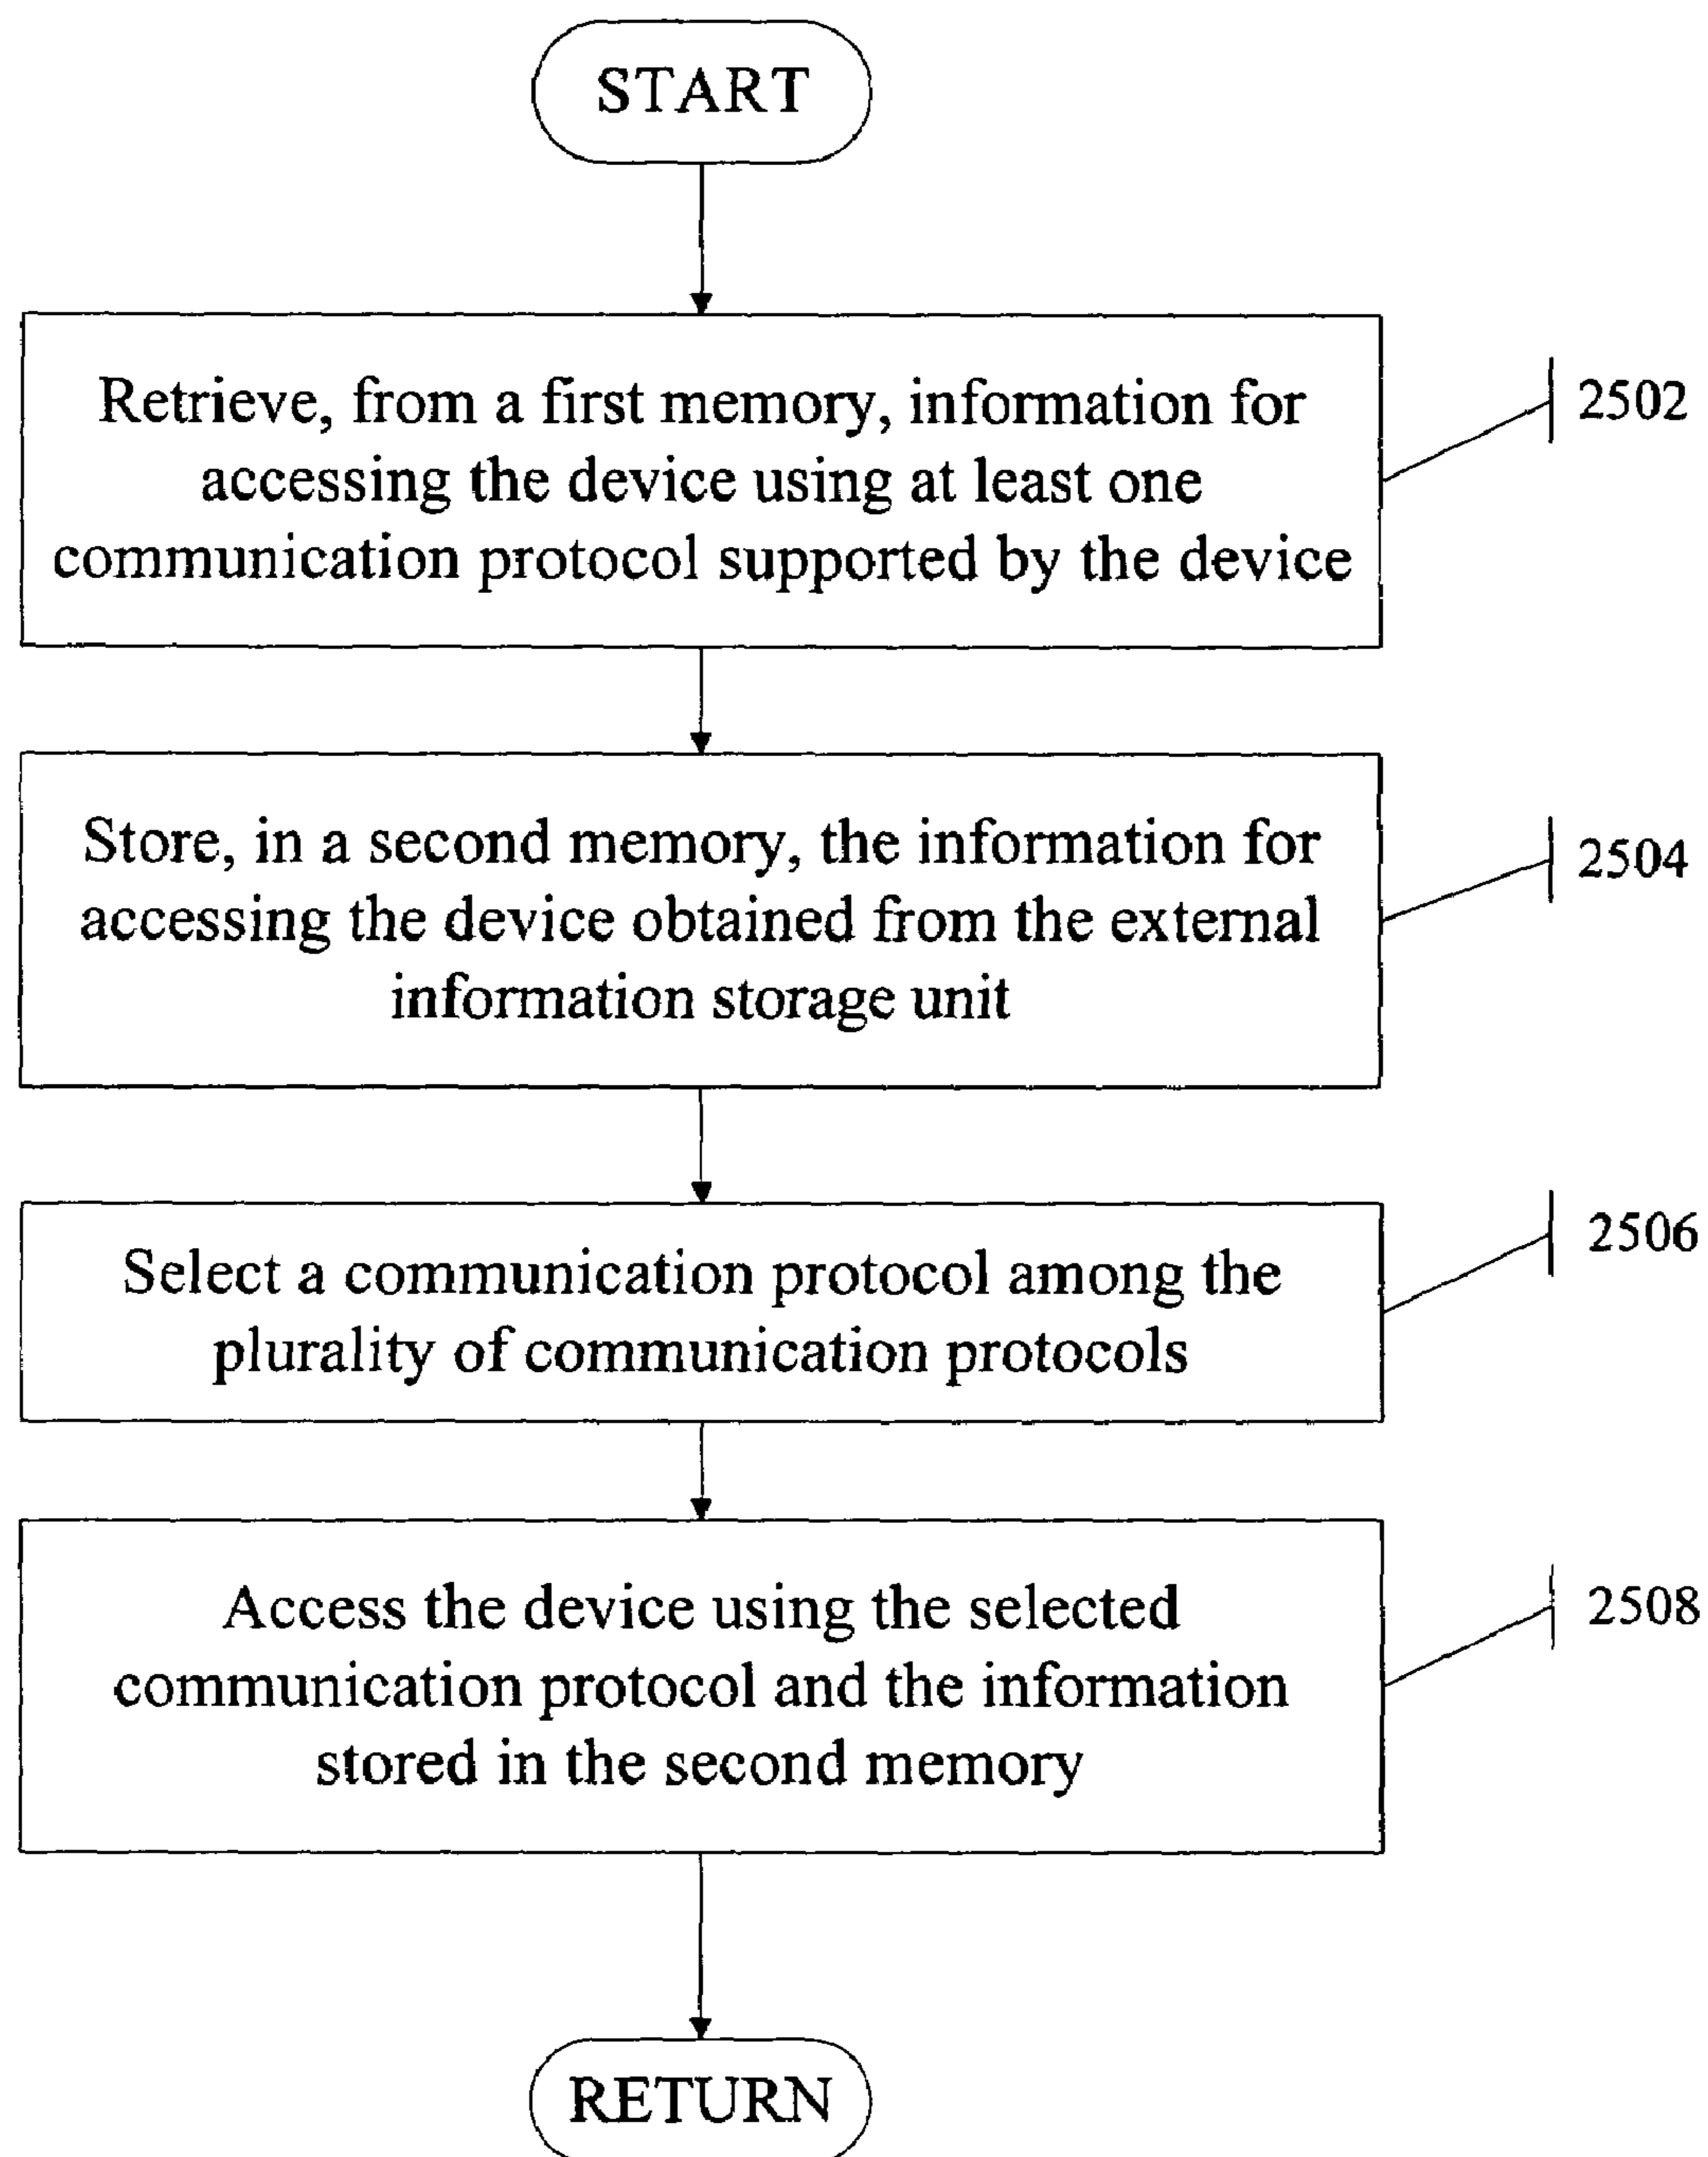 START
Retrieve, from a first memory, information for
accessing the device using at least one
communication protocol supported by the device
2502
Store, in a second memory, the information for
accessing the device obtained from the external
information storage unit
2504
Select a communication protocol among the
plurality of communication protocols
2506
Access the device using the selected
communication protocol and the information
stored in the second memory
2508
RETURN